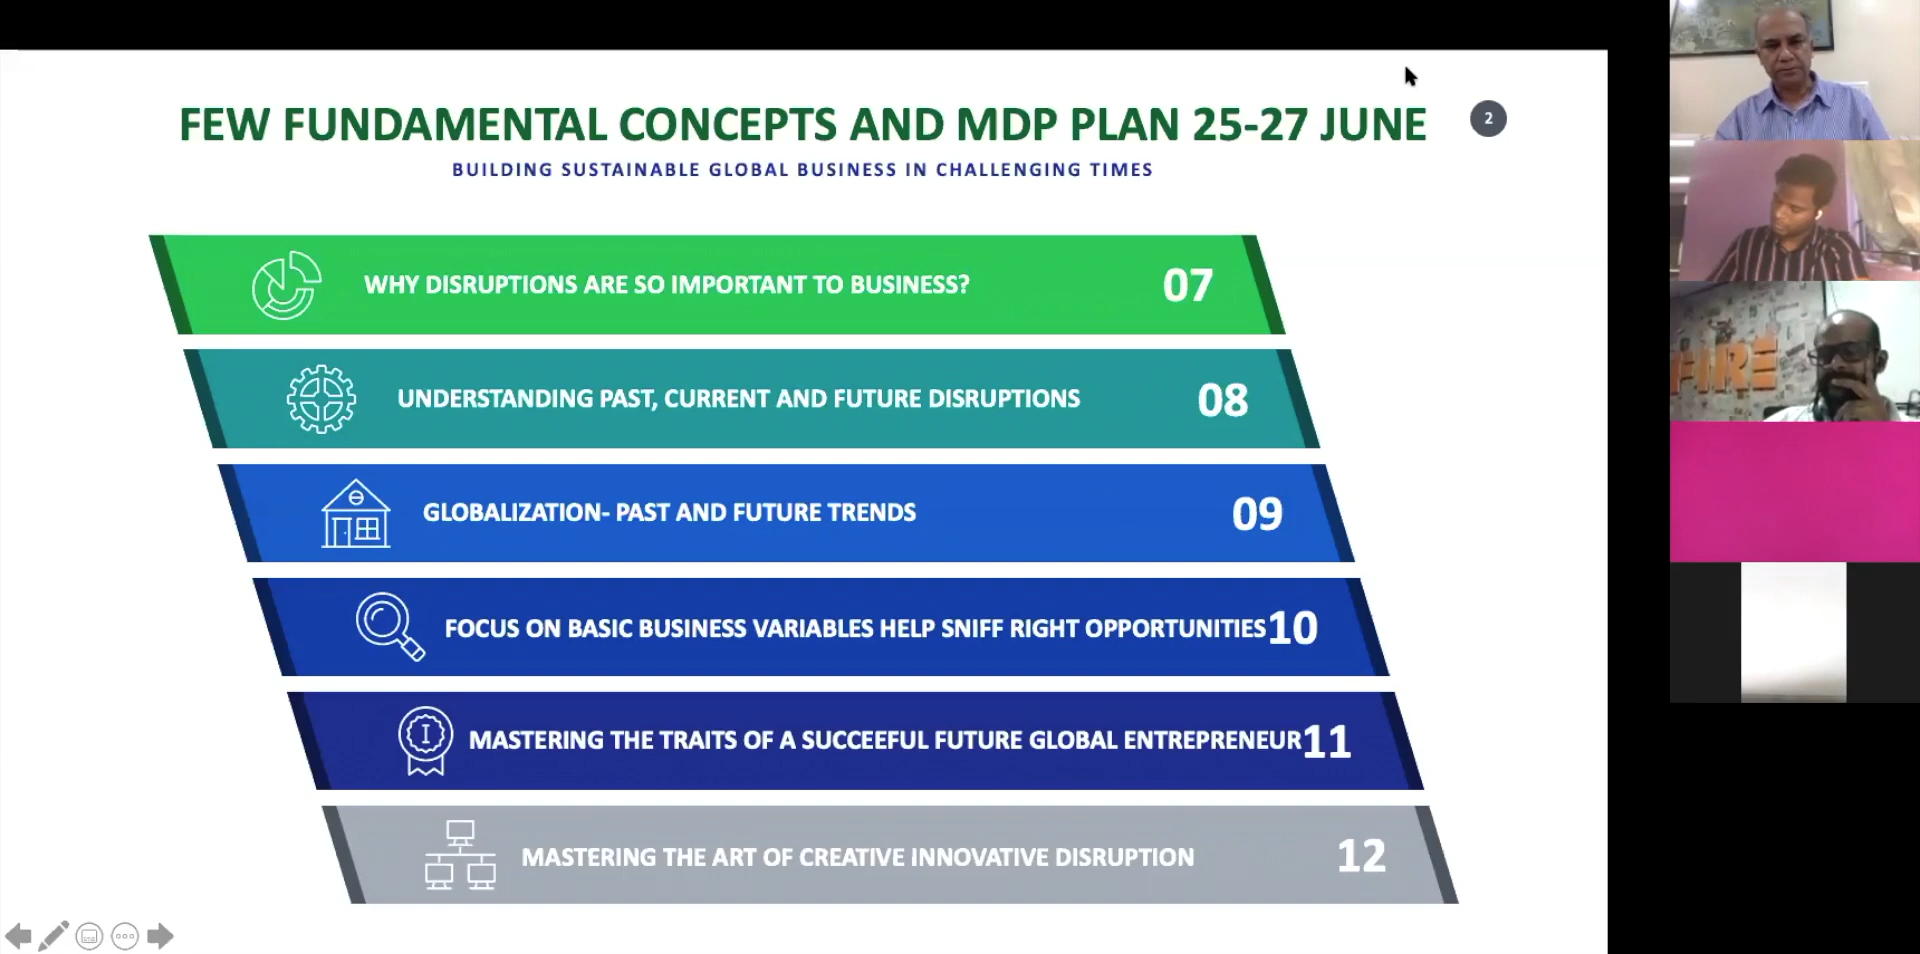 FEW FUNDAMENTAL CONCEPTS AND MDP PLAN 25-27 JUNE
2
BUILDING SUSTAINABLE GLOBAL BUSINESS IN CHALLENGING TIMES
WHY DISRUPTIONS ARE SO IMPORTANT TO BUSINESS? 07
UNDERSTANDING PAST, CURRENT AND FUTURE DISRUPTIONS 08
GLOBALIZATION- PAST AND FUTURE TRENDS 09
FOCUS ON BASIC BUSINESS VARIABLES HELP SNIFF RIGHT OPPORTUNITIES 10
I
MASTERING THE TRAITS OF A SUCCEEFUL FUTURE GLOBAL ENTREPRENEUR 11
MASTERING THE ART OF CREATIVE INNOVATIVE DISRUPTION 12
FIRE